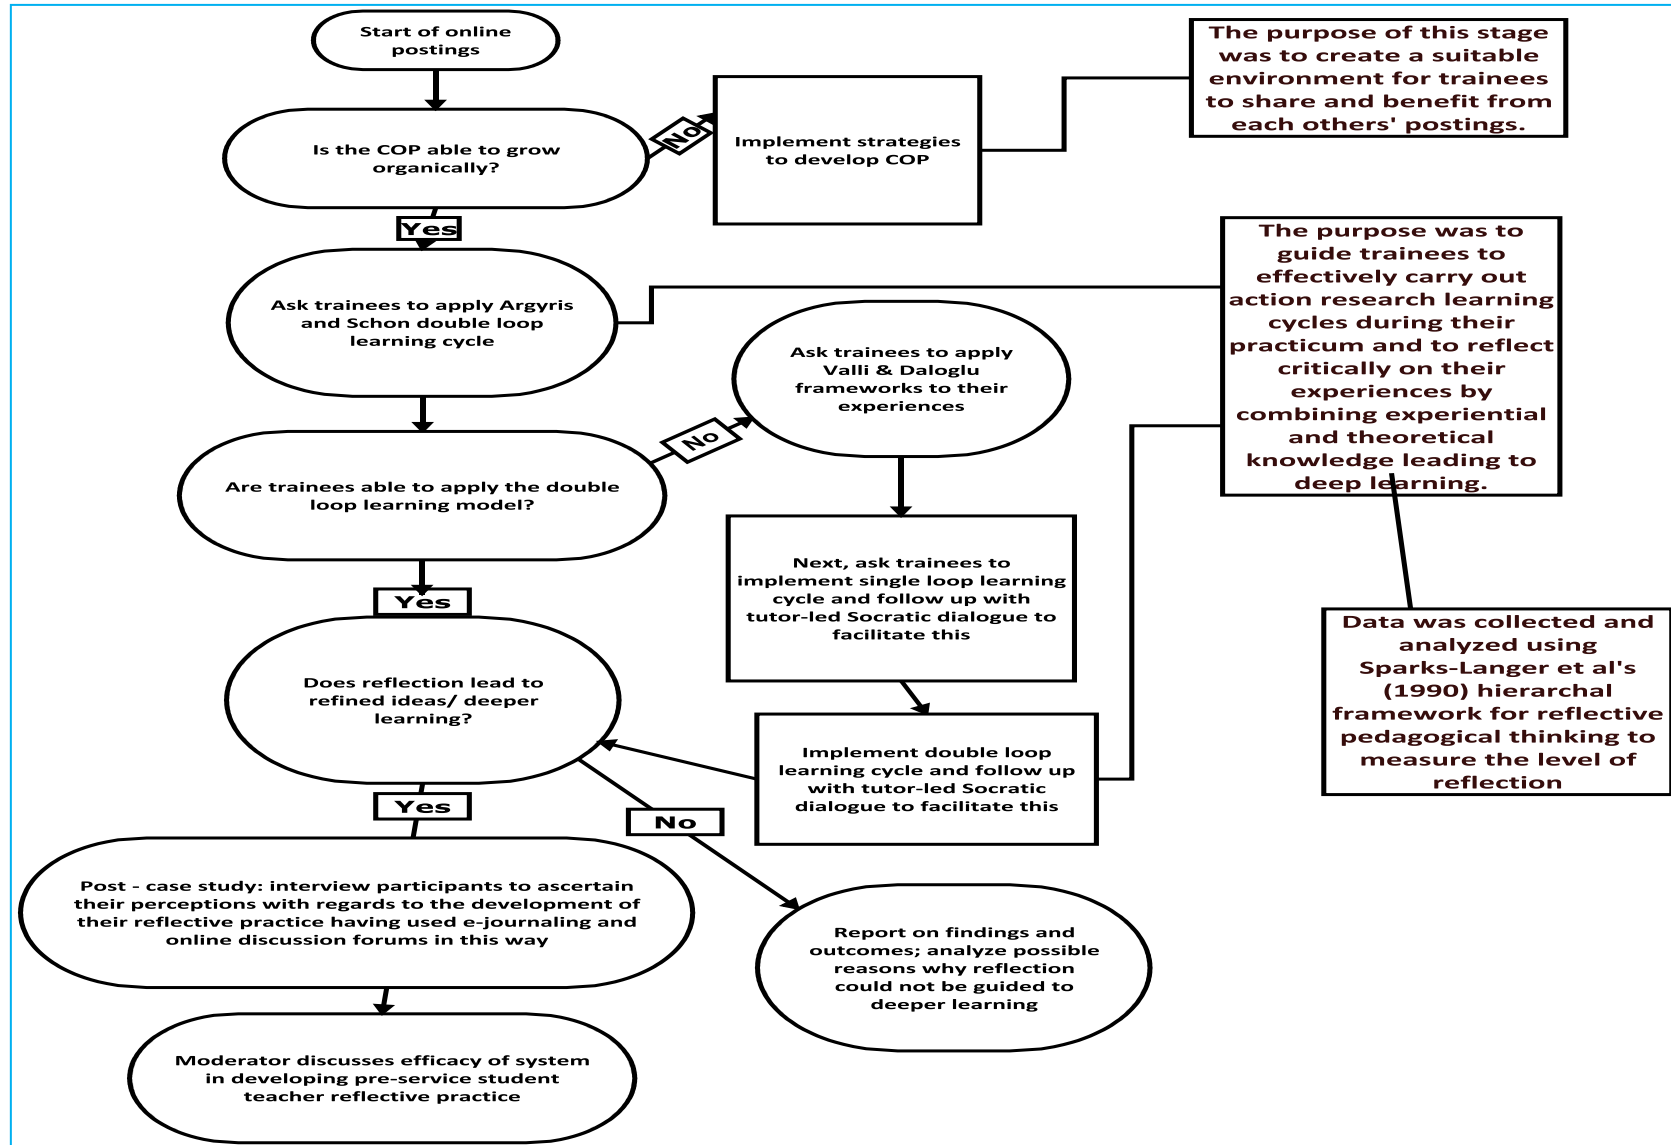 Start of online
postings
The purpose of this stage
was to create a suitable
environment for trainees
to share and benefit from
each others' postings.
Is the COP able to grow
organically?
No
Implement strategies
to develop COP
Yes
Ask trainees to apply Argyris
and Schon double loop
learning cycle
The purpose was to
guide trainees to
effectively carry out
action research learning
cycles during their
practicum and to reflect
critically on their
experiences by
combining experiential
and theoretical
knowledge leading to
deep learning.
Ask trainees to apply
Valli & Daloglu
frameworks to their
experiences
No
Are trainees able to apply the double
loop learning model?
Next, ask trainees to
implement single loop learning
cycle and follow up with
tutor-led Socratic dialogue to
facilitate this
Yes
Data was collected and
analyzed using
Sparks-Langer et al's
(1990) hierarchal
framework for reflective
pedagogical thinking to
measure the level of
reflection
Does reflection lead to
refined ideas/ deeper
learning?
Implement double loop
learning cycle and follow up
with tutor-led Socratic
dialogue to facilitate this
Yes
No
Post - case study: interview participants to ascertain
their perceptions with regards to the development of
their reflective practice having used e-journaling and
online discussion forums in this way
Report on findings and
outcomes; analyze possible
reasons why reflection
could not be guided to
deeper learning
Moderator discusses efficacy of system
in developing pre-service student
teacher reflective practice